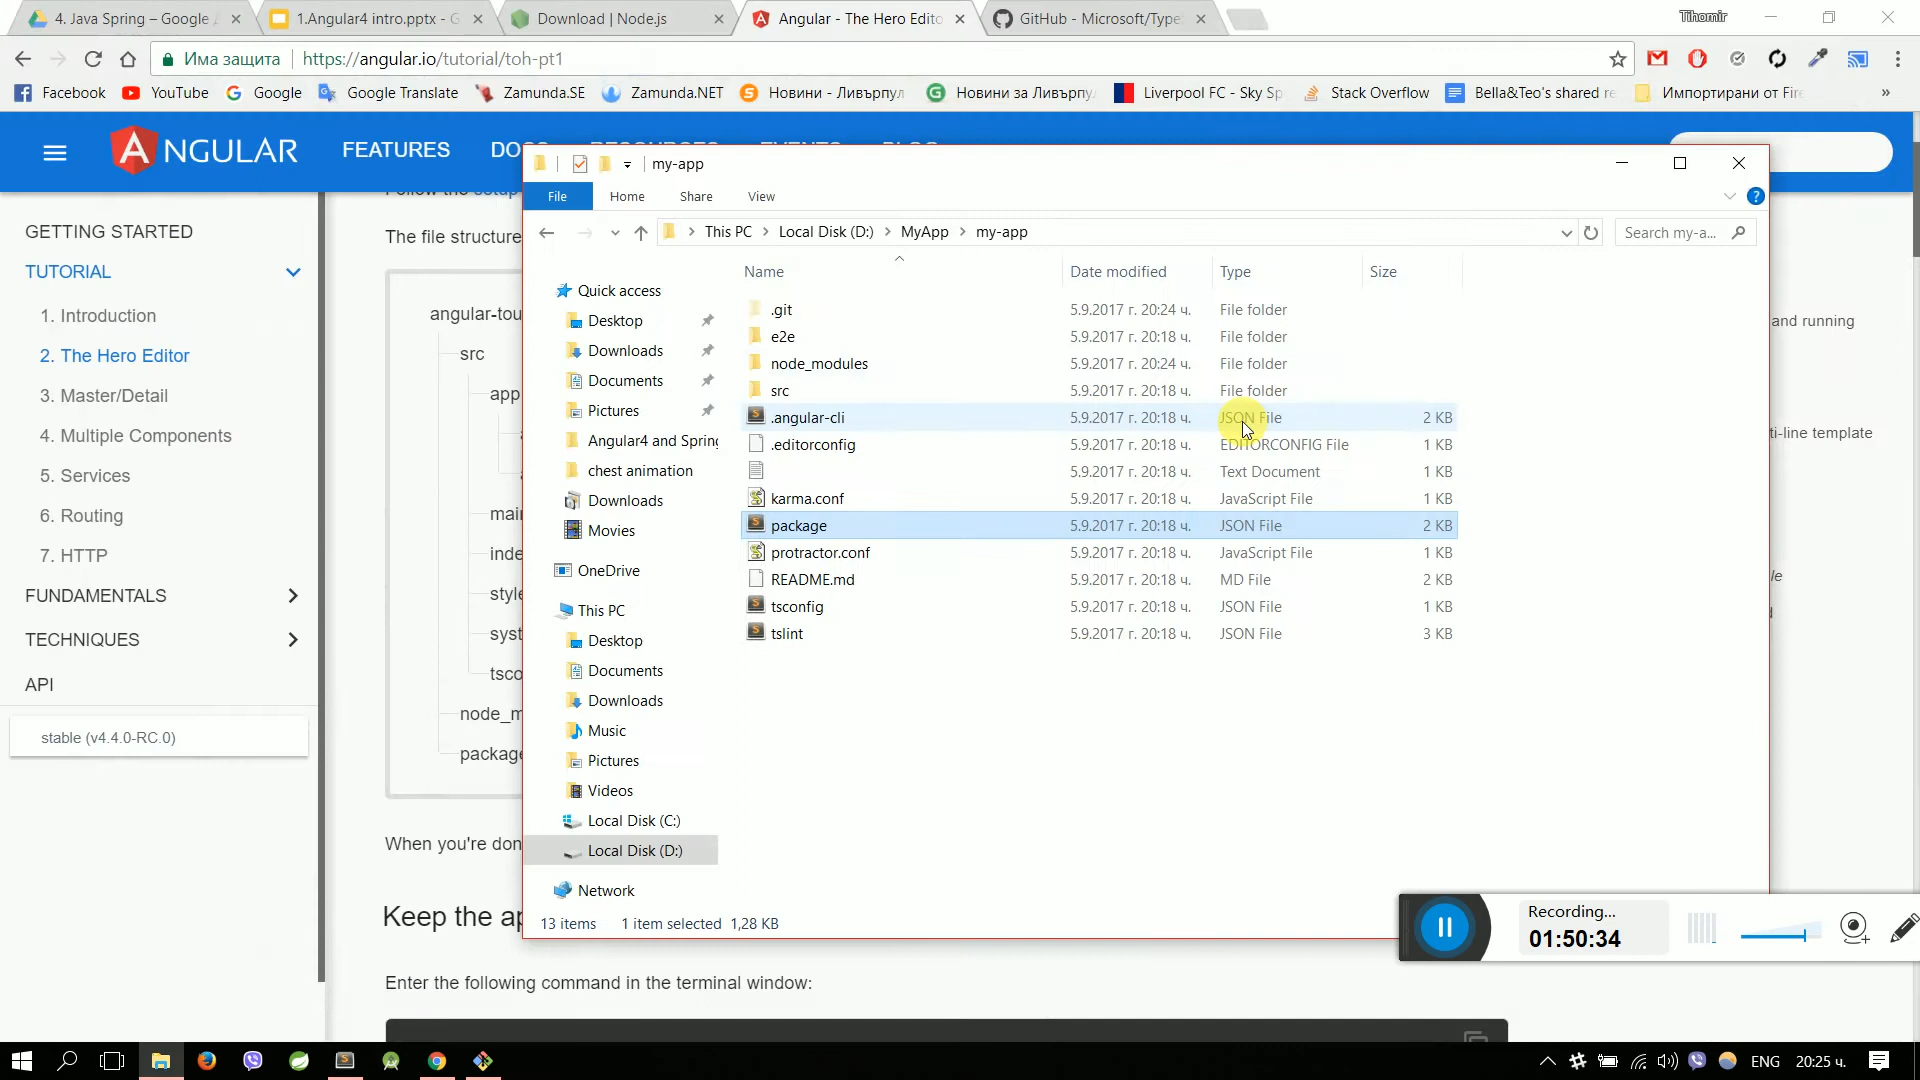 4. Java Spring – Google
1.Angular4 intro.pptx - G
Download | Node.js
Angular - The Hero Edito
GitHub - Microsoft/Type
Tihomir
Има защита
https://angular.io/tutorial/toh-pt1
Facebook
YouTube
Google
Google Translate
Zamunda.SE
Zamunda.NET
Новини - Ливърпул
Новини за Ливърпу
Liverpool FC - Sky Sp
Stack Overflow
Bella&Teo's shared re
Импортирани от Fire
»
ANGULAR
FEATURES
DOCS
RESOURCES
EVENTS
BLOG
my-app
File
Home
Share
View
This PC
Local Disk (D:)
MyApp
my-app
Search my-a...
GETTING STARTED
TUTORIAL
1. Introduction
2. The Hero Editor
3. Master/Detail
4. Multiple Components
5. Services
6. Routing
7. HTTP
FUNDAMENTALS
TECHNIQUES
API
stable (v4.4.0-RC.0)
Follow the setup
The file structure
angular-tou
src
app
a
a
main
inde
style
syst
tsco
node_m
package
When you're don
Keep the ap
Enter the following command in the terminal window:
and running
ti-line template
le
Quick access
Desktop
Downloads
Documents
Pictures
Angular4 and Spring
chest animation
Downloads
Movies
OneDrive
This PC
Desktop
Documents
Downloads
Music
Pictures
Videos
Local Disk (C:)
Local Disk (D:)
Network
Name Date modified Type Size
.git 5.9.2017 г. 20:24 ч. File folder
e2e 5.9.2017 г. 20:18 ч. File folder
node_modules 5.9.2017 г. 20:24 ч. File folder
src 5.9.2017 г. 20:18 ч. File folder
.angular-cli 5.9.2017 г. 20:18 ч. JSON File 2 KB
.editorconfig 5.9.2017 г. 20:18 ч. EDITORCONFIG File 1 KB
5.9.2017 г. 20:18 ч. Text Document 1 KB
karma.conf 5.9.2017 г. 20:18 ч. JavaScript File 1 KB
package 5.9.2017 г. 20:18 ч. JSON File 2 KB
protractor.conf 5.9.2017 г. 20:18 ч. JavaScript File 1 KB
README.md 5.9.2017 г. 20:18 ч. MD File 2 KB
tsconfig 5.9.2017 г. 20:18 ч. JSON File 1 KB
tslint 5.9.2017 г. 20:18 ч. JSON File 3 KB
13 items 1 item selected 1,28 KB
Recording...
01:50:34
ENG
20:25 ч.